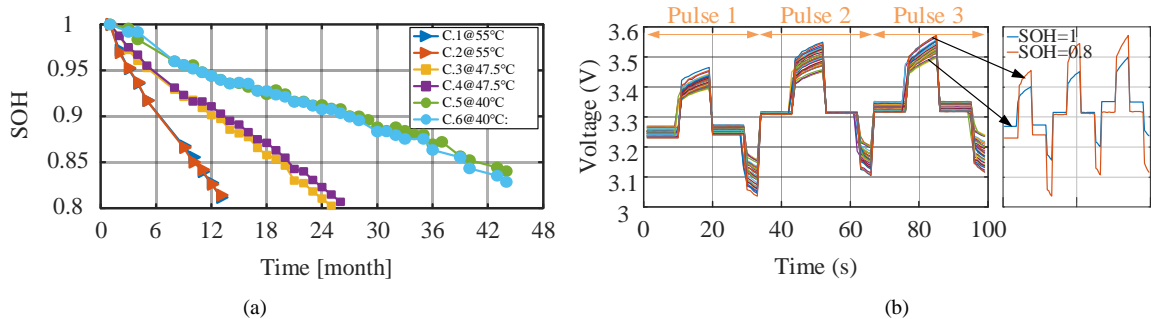 (a)
1
0.95
0.9
0.85
0.8
SOH
C.1@55℃
C.2@55℃
C.3@47.5℃
C.4@47.5℃
C.5@40℃
C.6@40℃:
0 6 12 18 24 30 36 42 48
Time [month]
(a)
(b)
Pulse 1 Pulse 2 Pulse 3
3.6
3.5
3.4
3.3
3.2
3.1
3
Voltage (V)
SOH=1
SOH=0.8
0 20 40 60 80 100
Time (s)
(b)